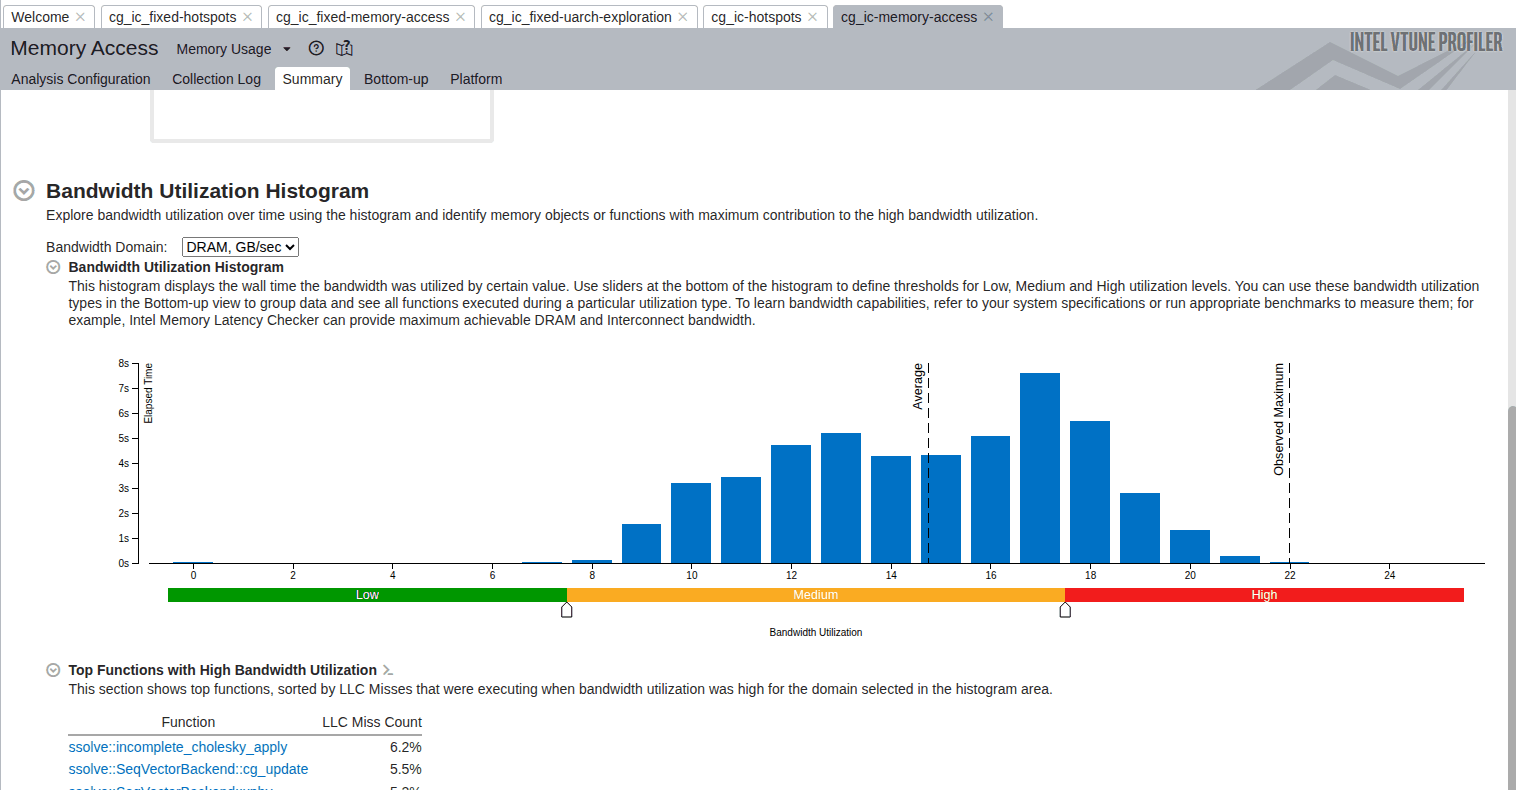 Welcome
cg_ic_fixed-hotspots
cg_ic_fixed-memory-access
cg_ic_fixed-uarch-exploration
cg_ic-hotspots
cg_ic-memory-access
Memory Access Memory Usage
INTEL VTUNE PROFILER
Analysis Configuration Collection Log Summary Bottom-up Platform
Bandwidth Utilization Histogram
Explore bandwidth utilization over time using the histogram and identify memory objects or functions with maximum contribution to the high bandwidth utilization.
Bandwidth Domain: DRAM, GB/sec
Bandwidth Utilization Histogram
This histogram displays the wall time the bandwidth was utilized by certain value. Use sliders at the bottom of the histogram to define thresholds for Low, Medium and High utilization levels. You can use these bandwidth utilization
types in the Bottom-up view to group data and see all functions executed during a particular utilization type. To learn bandwidth capabilities, refer to your system specifications or run appropriate benchmarks to measure them; for
example, Intel Memory Latency Checker can provide maximum achievable DRAM and Interconnect bandwidth.
8s
7s
6s
5s
4s
3s
2s
1s
0s
Elapsed Time
Average
Observed Maximum
0 2 4 6 8 10 12 14 16 18 20 22 24
Low Medium High
Bandwidth Utilization
Top Functions with High Bandwidth Utilization
This section shows top functions, sorted by LLC Misses that were executing when bandwidth utilization was high for the domain selected in the histogram area.
Function LLC Miss Count
ssolve::incomplete_cholesky_apply 6.2%
ssolve::SeqVectorBackend::cg_update 5.5%